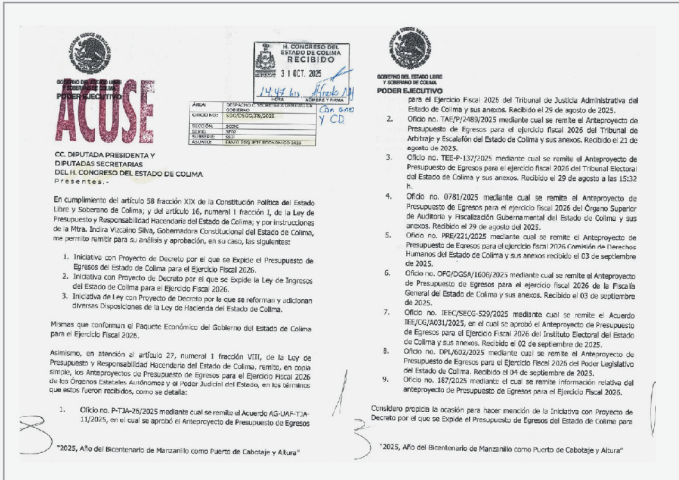 GOBIERNO DEL ESTADO LIBRE
Y SOBERANO DE COLIMA
PODER EJECUTIVO
ACUSE
H. CONGRESO DEL
ESTADO DE COLIMA
RECIBIDO
31 OCT. 2025
14:47 hrs
HORA NOMBRE Y FIRMA
Con anexo
y CD
ÁREA:
OFICIO NO:
SECCIÓN:
SERIE:
SUBSERIE:
ASUNTO:
CC. DIPUTADA PRESIDENTA Y
DIPUTADAS SECRETARIAS
DEL H. CONGRESO DEL ESTADO DE COLIMA
Presentes.-
En cumplimiento del artículo 58 fracción XIX de la Constitución Política del Estado
Libre y Soberano de Colima; y del artículo 16, numeral 1 fracción I, de la Ley de
Presupuesto y Responsabilidad Hacendaria del Estado de Colima; y por instrucciones
de la Mtra. Indira Vizcaíno Silva, Gobernadora Constitucional del Estado de Colima,
me permito remitir para su análisis y aprobación, en su caso, las siguientes:
1. Iniciativa con Proyecto de Decreto por el que se Expide el Presupuesto de
Egresos del Estado de Colima para el Ejercicio Fiscal 2026.
2. Iniciativa con Proyecto de Decreto por el que se Expide la Ley de Ingresos
del Estado de Colima para el Ejercicio Fiscal 2026.
3. Iniciativa de Ley con Proyecto de Decreto por la que se reforman y adicionan
diversas Disposiciones de la Ley de Hacienda del Estado de Colima.
Mismas que conforman el Paquete Económico del Gobierno del Estado de Colima
para el Ejercicio Fiscal 2026.
Asimismo, en atención al artículo 27, numeral 1 fracción VIII, de la Ley de
Presupuesto y Responsabilidad Hacendaria del Estado de Colima, remito, en copia
simple, los Anteproyectos de Presupuesto de Egresos para el Ejercicio Fiscal 2026
de los Órganos Estatales Autónomos y el Poder Judicial del Estado, en los términos
que estos fueron recibidos, como se detalla:
1. Oficio no. P-TJA-76/2025 mediante cual se remite el Acuerdo AG-UAF-TJA-
11/2025, en el cual se aprobó el Anteproyecto de Presupuesto de Egresos
"2025, Año del Bicentenario de Manzanillo como Puerto de Cabotaje y Altura"
GOBIERNO DEL ESTADO LIBRE
Y SOBERANO DE COLIMA
PODER EJECUTIVO
para el Ejercicio Fiscal 2026 del Tribunal de Justicia Administrativa del
Estado de Colima y sus anexos. Recibido el 29 de agosto de 2025.
2. Oficio no. TAE/P/2489/2025 mediante cual se remite el Anteproyecto de
Presupuesto de Egresos para el ejercicio fiscal 2026 del Tribunal de
Arbitraje y Escalafón del Estado de Colima y sus anexos. Recibido el 21 de
agosto de 2025.
3. Oficio no. TEE-P-137/2025 mediante cual se remite el Anteproyecto de
Presupuesto de Egresos para el ejercicio fiscal 2026 del Tribunal Electoral
del Estado de Colima y sus anexos. Recibido el 29 de agosto a las 15:32
h.
4. Oficio no. 0781/2025 mediante cual se remite el Anteproyecto de
Presupuesto de Egresos para el ejercicio fiscal 2026 del Órgano Superior
de Auditoría y Fiscalización Gubernamental del Estado de Colima y sus
anexos. Recibido el 29 de agosto del 2025.
5. Oficio no. PRE/221/2025 mediante cual se remite el Anteproyecto de
Presupuesto de Egresos para el ejercicio fiscal 2026 Comisión de Derechos
Humanos del Estado de Colima y sus anexos recibido el 03 de septiembre
de 2025.
6. Oficio no. OFG/DGSA/1608/2025 mediante cual se remite el Anteproyecto
de Presupuesto de Egresos para el ejercicio fiscal 2026 de la Fiscalía
General del Estado de Colima y sus anexos. Recibido el 03 de septiembre
de 2025.
7. Oficio no. IEEC/SECG-529/2025 mediante cual se remite el Acuerdo
IEE/CG/A031/2025, en el cual se aprobó el Anteproyecto de Presupuesto
de Egresos para el ejercicio fiscal 2026 del Instituto Electoral del Estado de
Colima y sus anexos. Recibido el 02 de septiembre de 2025.
8. Oficio no. DPL/602/2025 mediante cual se remite el Anteproyecto de
Presupuesto de Egresos para el Ejercicio Fiscal 2026 del Poder Legislativo
del Estado de Colima. Recibido el 04 de septiembre de 2025.
9. Oficio no. 187/2025 mediante el cual se remite información relativa del
anteproyecto de Presupuesto de Egresos para el Ejercicio Fiscal 2026.
Considero propicia la ocasión para hacer mención de la Iniciativa con Proyecto de
Decreto por el que se Expide el Presupuesto de Egresos del Estado de Colima para
"2025, Año del Bicentenario de Manzanillo como Puerto de Cabotaje y Altura"